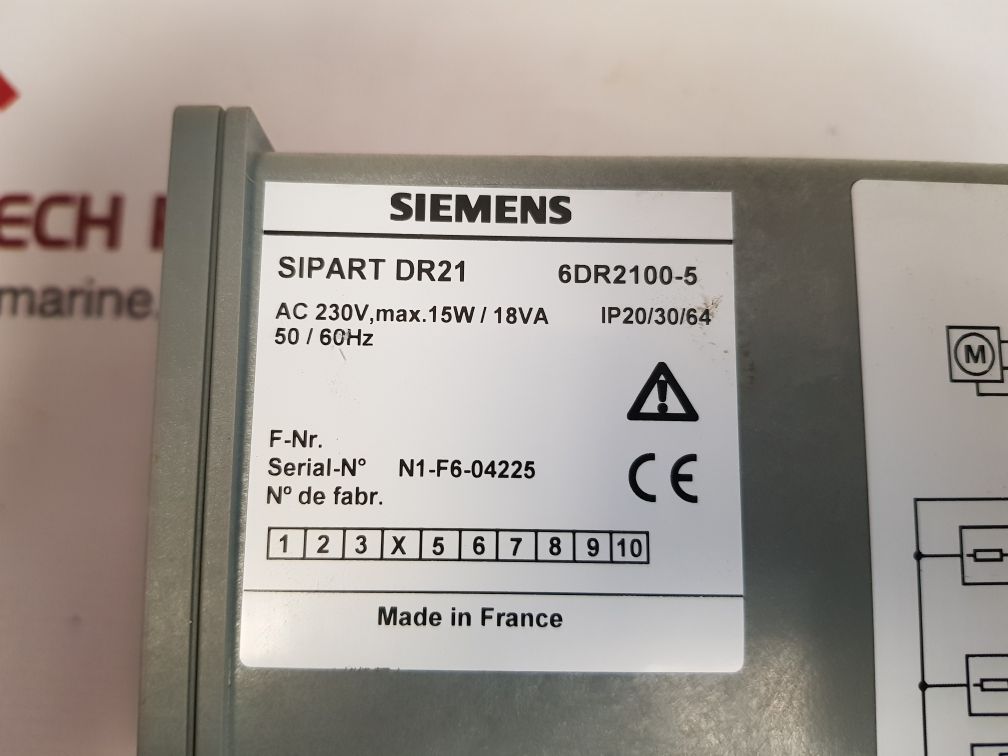 SIEMENS
SIPART DR21 6DR2100-5
AC 230V,max.15W / 18VA IP20/30/64
50 / 60Hz
F-Nr.
Serial-N° N1-F6-04225
N° de fabr.
CE
1 2 3 X 5 6 7 8 9 10
Made in France
M
ECH
marine.